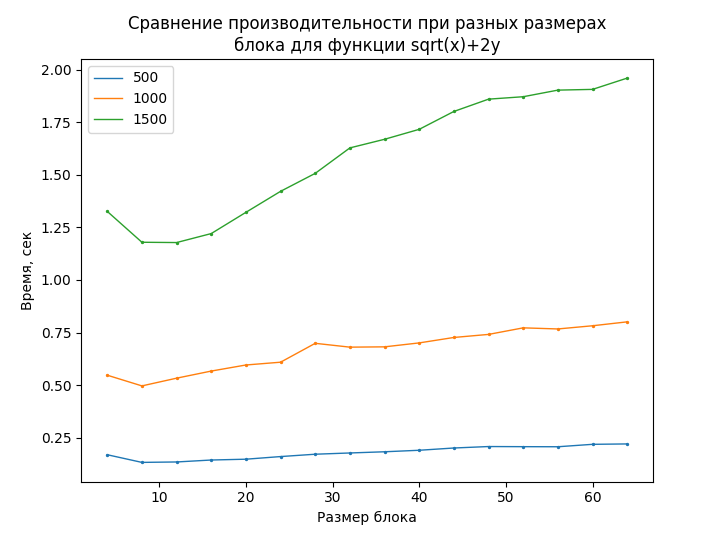 Сравнение производительности при разных размерах
блока для функции sqrt(x)+2y
500
1000
1500
2.00
1.75
1.50
1.25
1.00
0.75
0.50
0.25
Время, сек
10 20 30 40 50 60
Размер блока